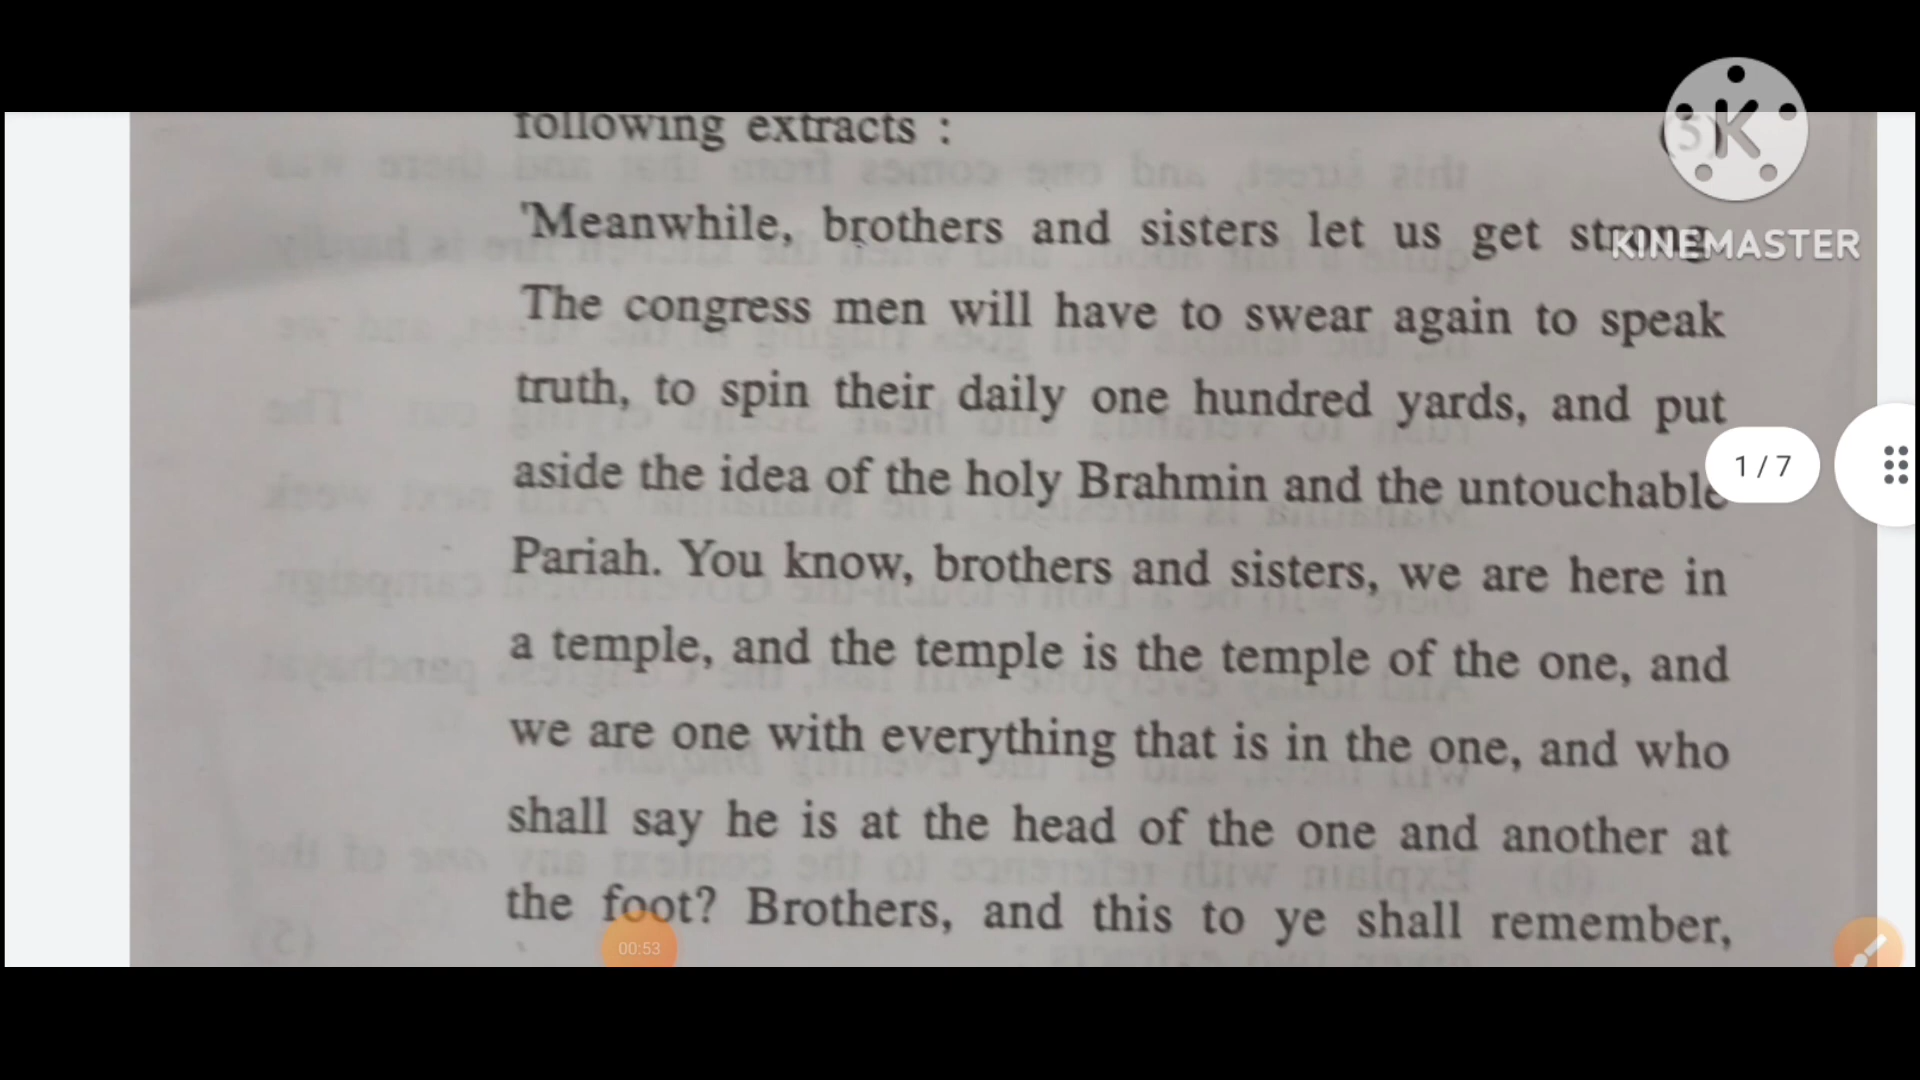 following extracts :
(5)
K
'Meanwhile, brothers and sisters let us get strong
KINEMASTER
The congress men will have to swear again to speak
truth, to spin their daily one hundred yards, and put
aside the idea of the holy Brahmin and the untouchable
1 / 7
Pariah. You know, brothers and sisters, we are here in
a temple, and the temple is the temple of the one, and
we are one with everything that is in the one, and who
shall say he is at the head of the one and another at
the foot? Brothers, and this to ye shall remember,
00:53